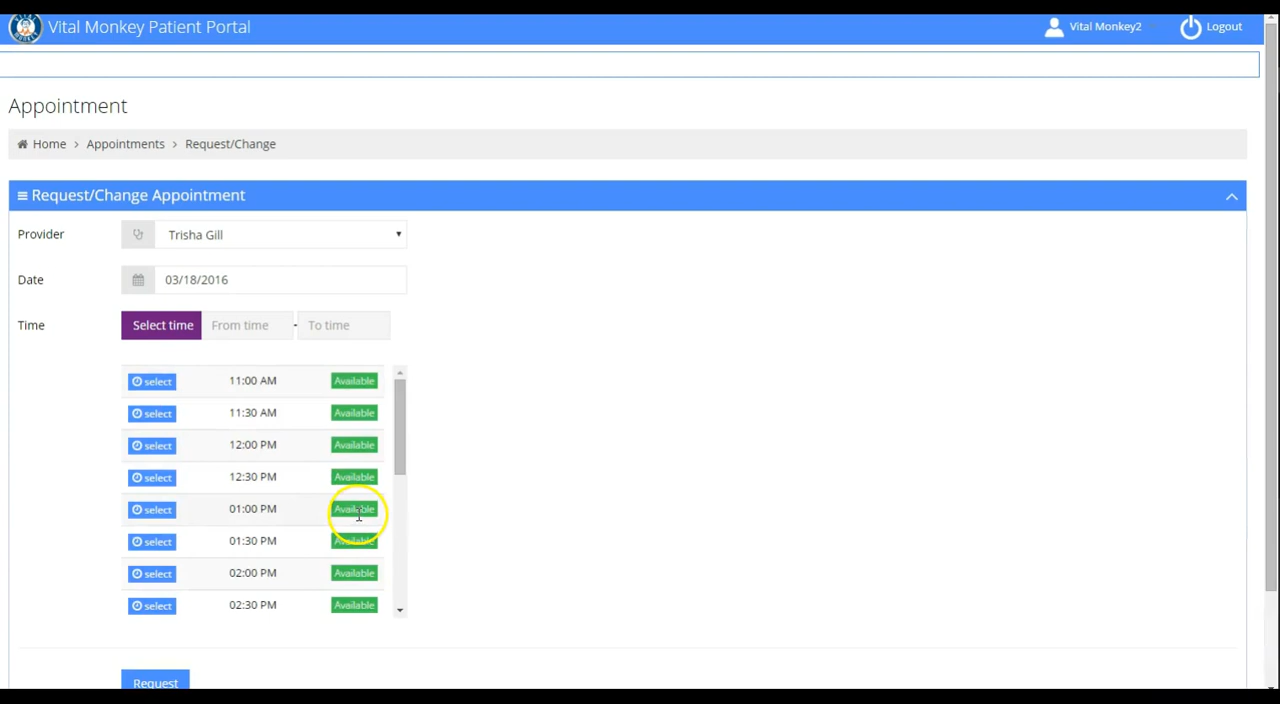 Vital Monkey Patient Portal Vital Monkey2 Logout
Appointment
Home > Appointments > Request/Change
Request/Change Appointment
Provider Trisha Gill
Date 03/18/2016
Time Select time From time - To time
select 11:00 AM Available
select 11:30 AM Available
select 12:00 PM Available
select 12:30 PM Available
select 01:00 PM Available
select 01:30 PM Available
select 02:00 PM Available
select 02:30 PM Available
Request